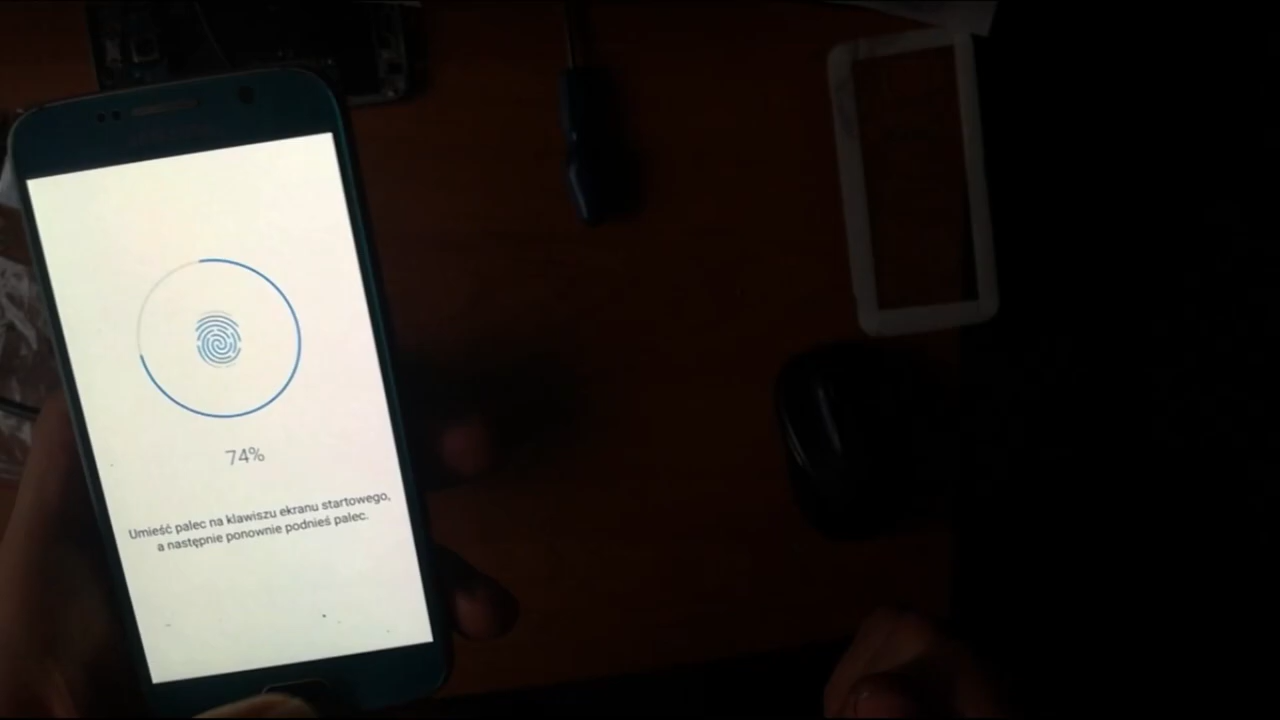 74%
Umieść palec na klawiszu ekranu startowego,
a następnie ponownie podnieś palec.